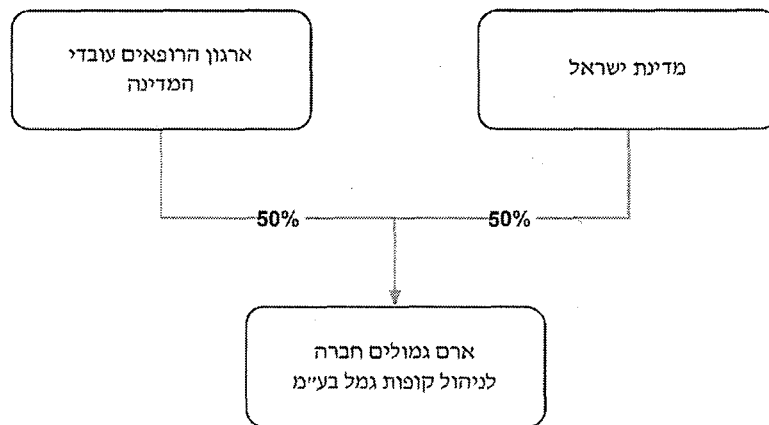 מדינת ישראל
ארגון הרופאים עובדי
המדינה
50%
50%
ארם גמולים חברה
לניהול קופות גמל בע״מ